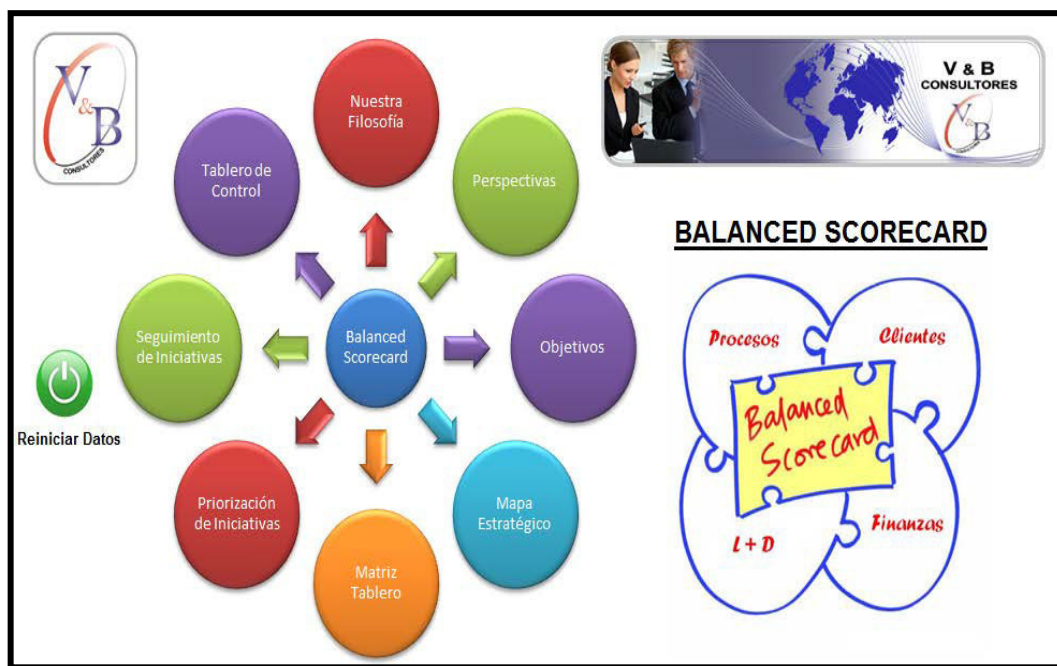 V&B
CONSULTORES
V & B
CONSULTORES
V&B
CONSULTORES
Nuestra
Filosofía
Tablero de
Control
Perspectivas
Seguimiento
de Iniciativas
Balanced
Scorecard
Objetivos
Reiniciar Datos
Priorización
de Iniciativas
Mapa
Estratégico
Matriz
Tablero
BALANCED SCORECARD
Procesos
Clientes
Balanced
Scorecard
L + D
Finanzas